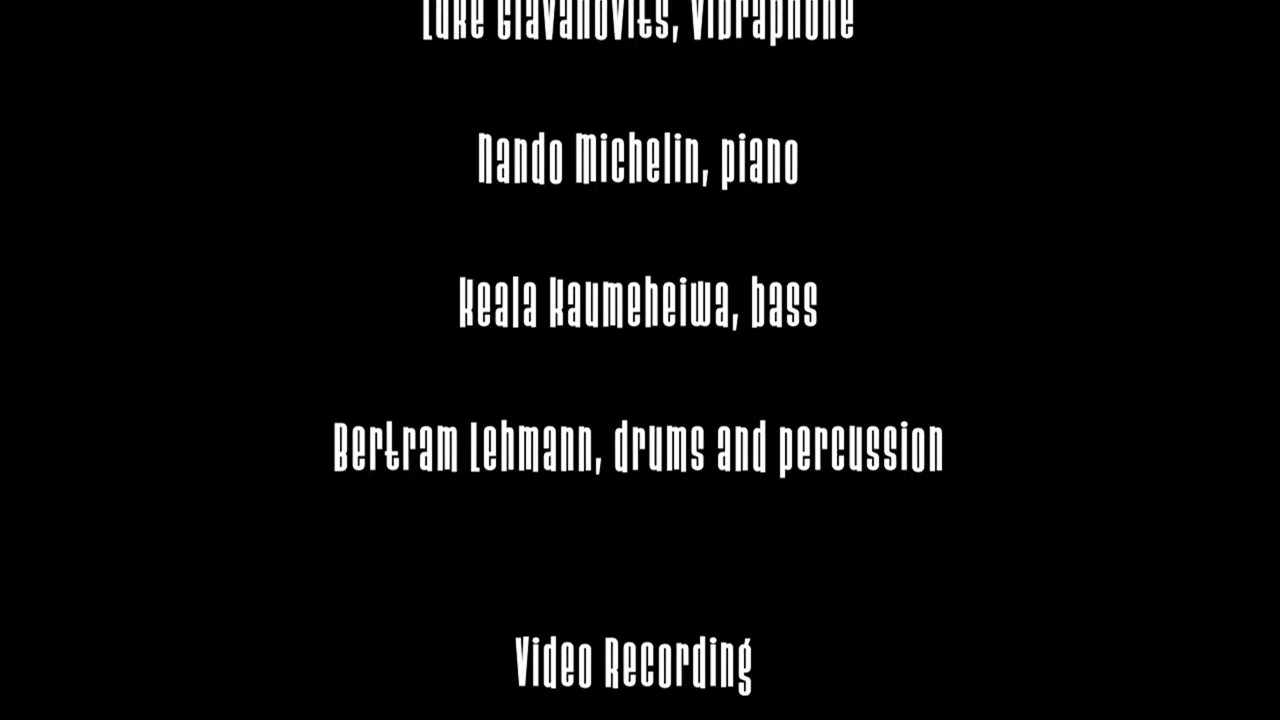 Luke Glavanovits, vibraphone
Nando Michelin, piano
Keala Kaumeheiwa, bass
Bertram Lehmann, drums and percussion
Video Recording